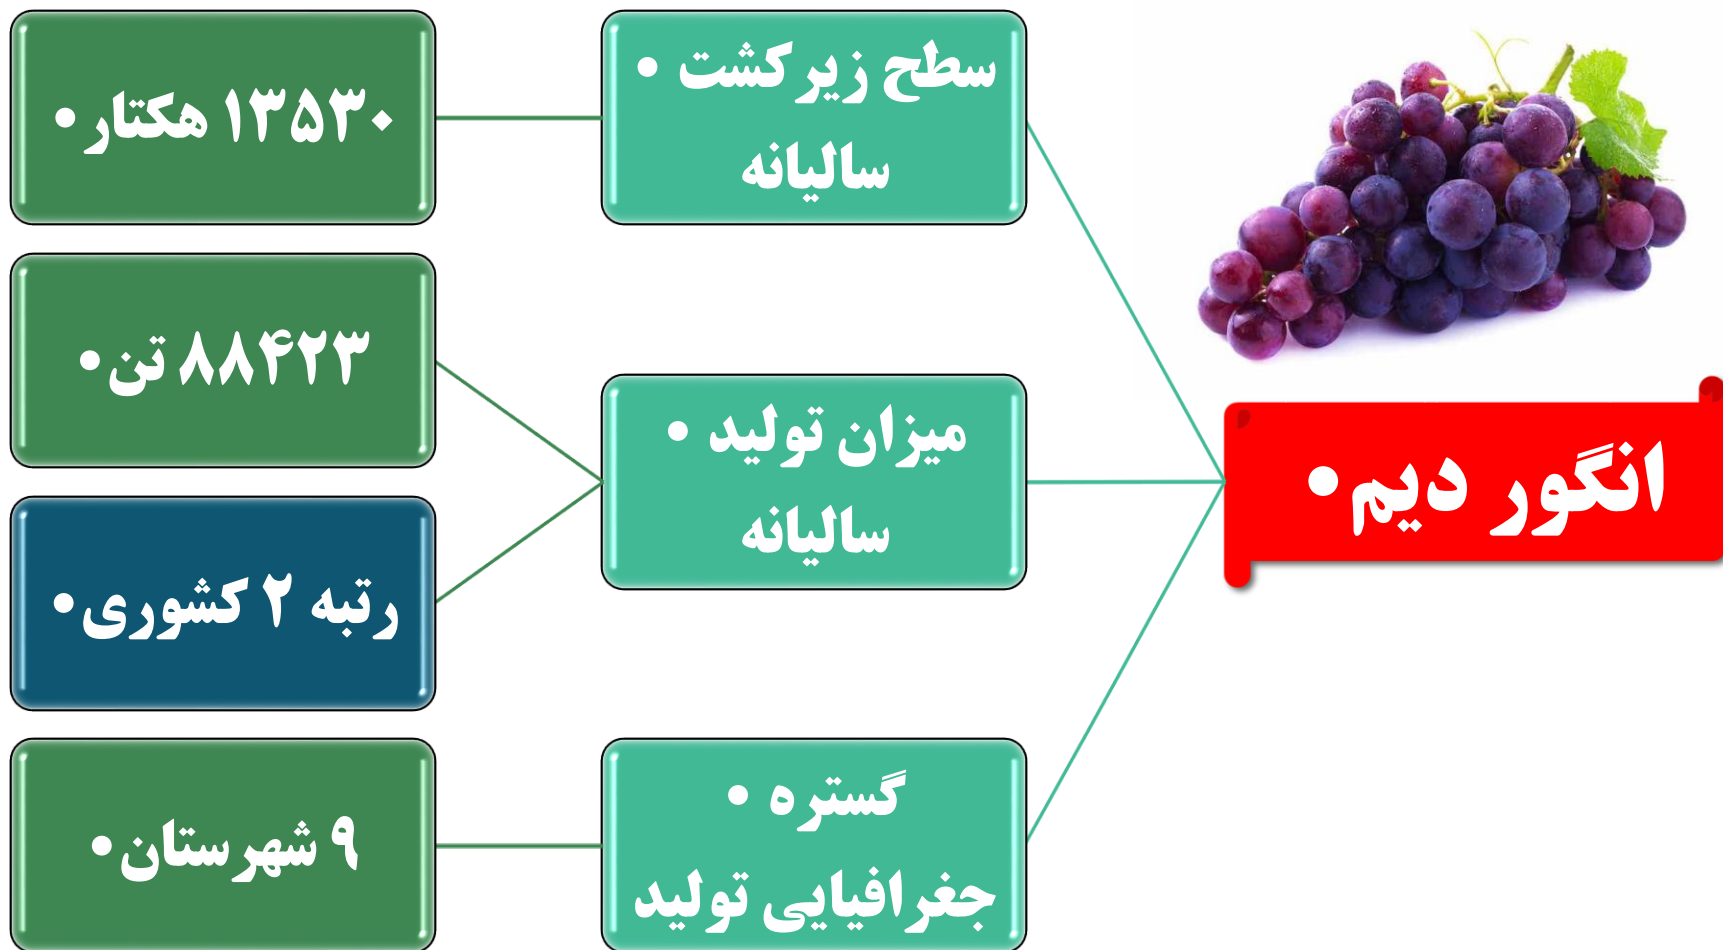 انگور دیم
سطح زیرکشت
سالیانه
۱۳۵۳۰ هکتار
میزان تولید
سالیانه
۸۸۴۲۳ تن
رتبه ۲ کشوری
گستره
جغرافیایی تولید
۹ شهرستان